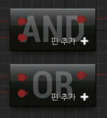 AND
핀 추가 +
OR
핀 추가 +